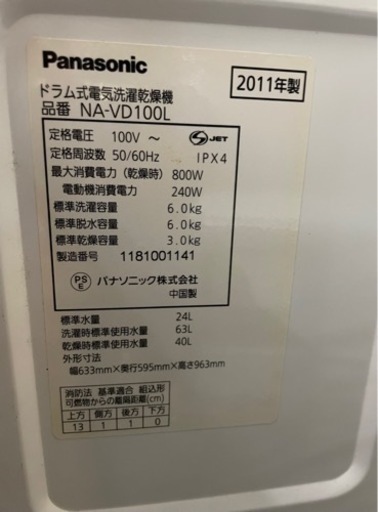 Panasonic
2011年製
ドラム式電気洗濯乾燥機
品番 NA-VD100L
定格電圧 100V ～
S JET
定格周波数 50/60Hz IPX4
最大消費電力（乾燥時）800W
電動機消費電力 240W
標準洗濯容量 6.0kg
標準脱水容量 6.0kg
標準乾燥容量 3.0kg
製造番号 1181001141
PS E パナソニック株式会社
中国製
標準水量 24L
洗濯時標準使用水量 63L
乾燥時標準使用水量 40L
外形寸法
幅633mm×奥行595mm×高さ963mm
消防法 基準適合 組込形
可燃物からの離隔距離(cm)
上方 側方 後方 下方
13 1 1 0